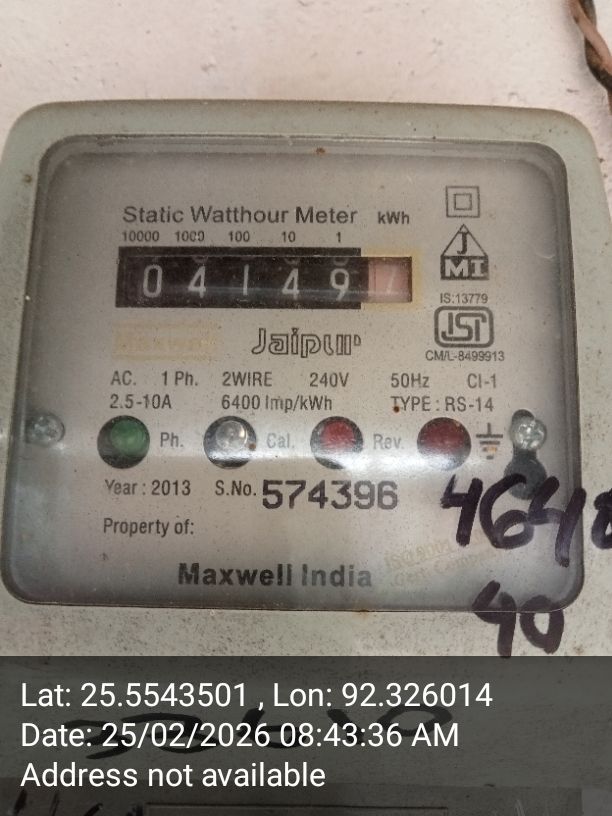 Static Watthour Meter kWh
10000 1000 100 10 1
0 4 1 4 9
J
MI
IS:13779
ISI
CM/L-8499913
Maxwell
Jaipur
AC. 1 Ph. 2WIRE 240V 50Hz Cl-1
2.5-10A 6400 Imp/kWh TYPE : RS-14
Ph. Cal. Rev.
Year : 2013 S.No. 574396
Property of:
Maxwell India
40
Lat: 25.5543501 , Lon: 92.326014
Date: 25/02/2026 08:43:36 AM
Address not available